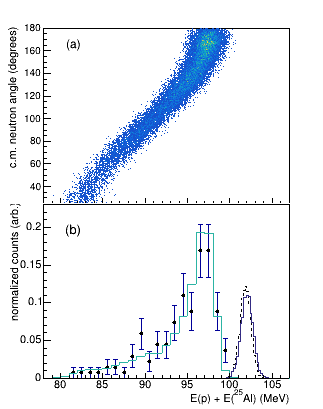 180
160
140
120
100
80
60
40
c.m. neutron angle (degrees)
(a)
0.2
0.15
0.1
0.05
0
normalized counts (arb.)
(b)
80 85 90 95 100 105
E(p) + E(25Al) (MeV)